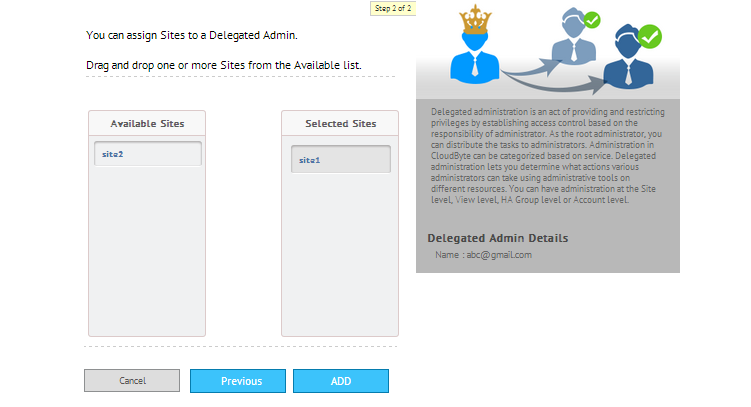 Step 2 of 2
You can assign Sites to a Delegated Admin.
Drag and drop one or more Sites from the Available list.
Available Sites
Selected Sites
site2
site1
Cancel
Previous
ADD
Delegated administration is an act of providing and restricting
privileges by establishing access control based on the
responsibility of administrator. As the root administrator, you
can distribute the tasks to administrators. Administration in
CloudByte can be categorized based on service. Delegated
administration lets you determine what actions various
administrators can take using administrative tools on
different resources. You can have administration at the Site
level, View level, HA Group level or Account level.
Delegated Admin Details
Name : abc@gmail.com